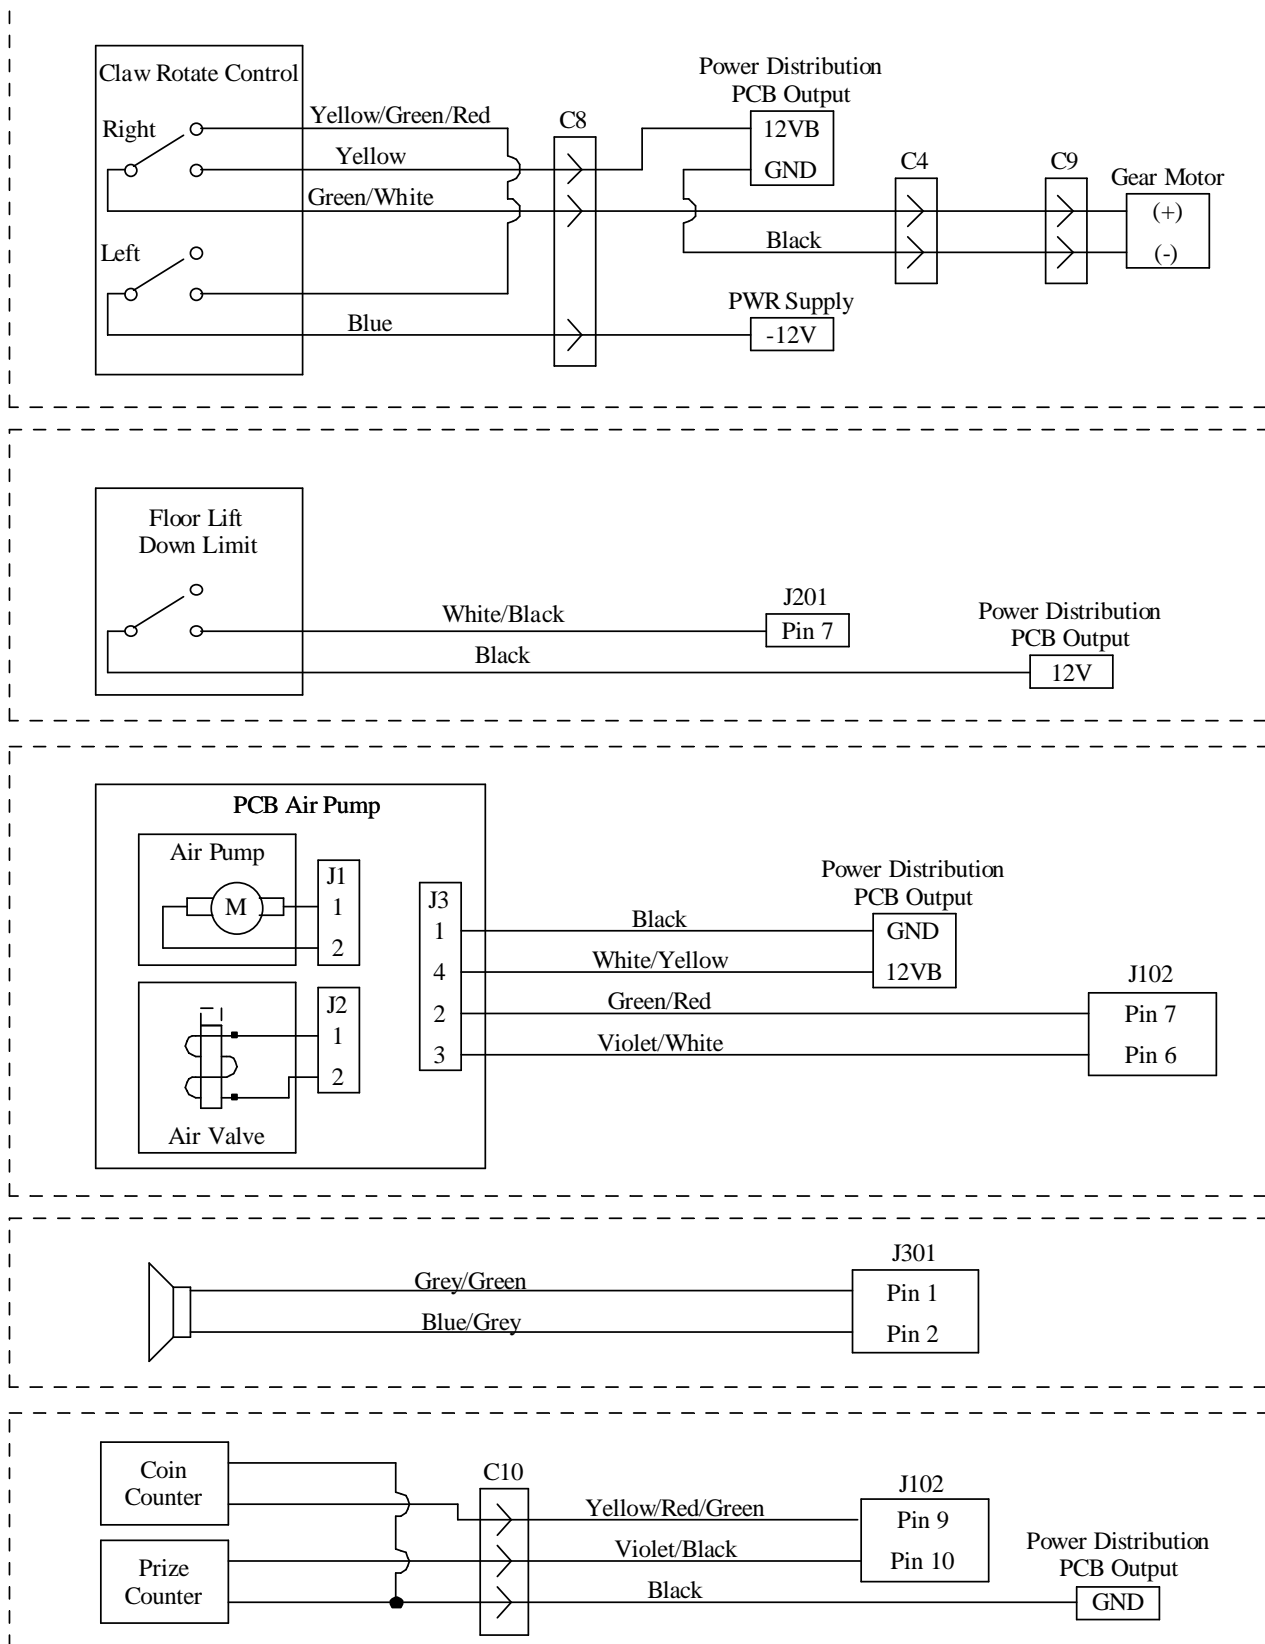 Claw Rotate Control
Right
Left
Yellow/Green/Red
Yellow
Green/White
Blue
C8
Power Distribution
PCB Output
12VB
GND
Black
PWR Supply
-12V
C4
C9
Gear Motor
(+)
(-)
Floor Lift
Down Limit
White/Black
Black
J201
Pin 7
Power Distribution
PCB Output
12V
PCB Air Pump
Air Pump
M
J1
1
2
Air Valve
J2
1
2
J3
1
4
2
3
Black
White/Yellow
Green/Red
Violet/White
Power Distribution
PCB Output
GND
12VB
J102
Pin 7
Pin 6
Grey/Green
Blue/Grey
J301
Pin 1
Pin 2
Coin
Counter
Prize
Counter
C10
Yellow/Red/Green
Violet/Black
Black
J102
Pin 9
Pin 10
Power Distribution
PCB Output
GND